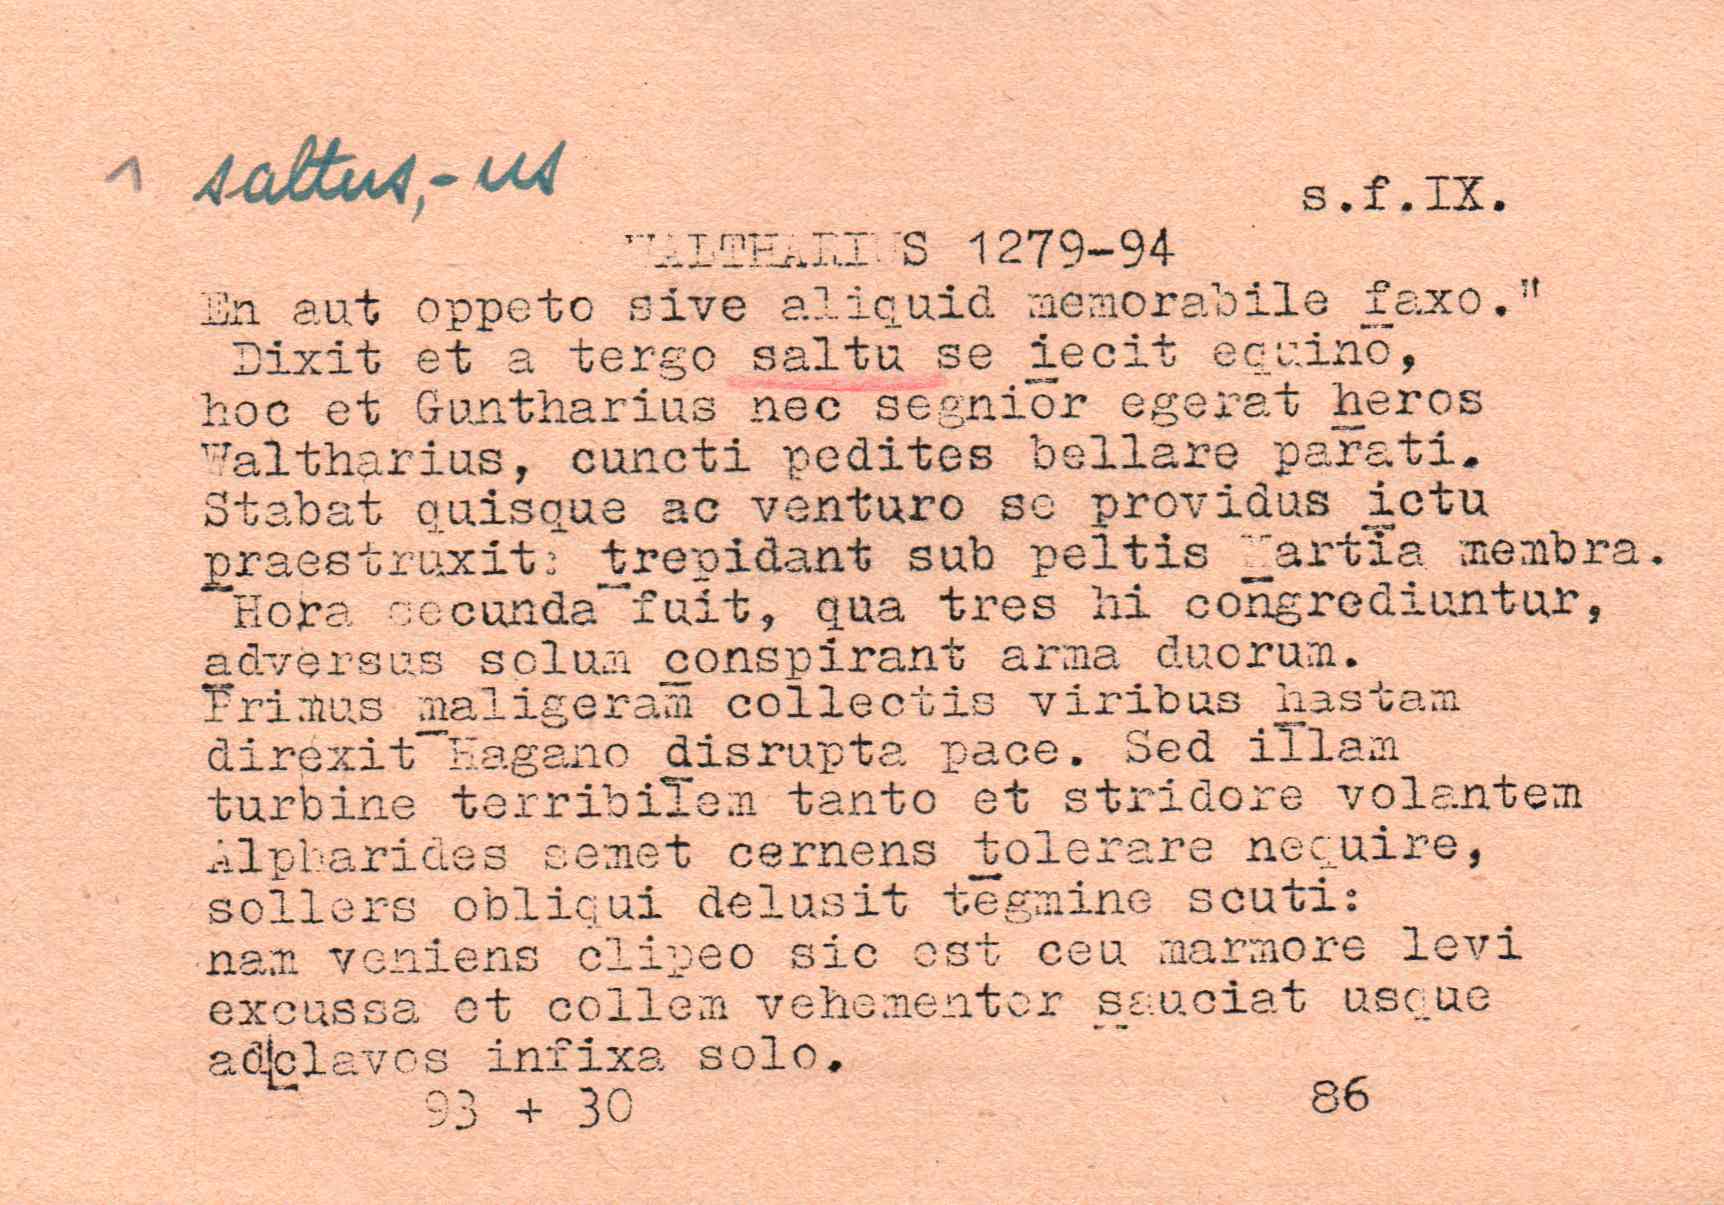 saltus,-us
s.f.IX.
WALTHARIUS 1279-94
En aut oppeto sive aliquid memorabile faxo."
Dixit et a tergo saltu se iecit equino,
hoc et Guntharius nec segnior egerat heros
Waltharius, cuncti pedites bellare parati.
Stabat quisque ac venturo se providus ictu
praestruxit: trepidant sub peltis Martia membra.
Hora secunda fuit, qua tres hi congrediuntur,
adversus solum conspirant arma duorum.
Primus maligeram collectis viribus hastam
direxit Hagano disrupta pace. Sed illam
turbine terribilem tanto et stridore volantem
Alpharides semet cernens tolerare nequire,
sollers obliqui delusit tegmine scuti:
nam veniens clipeo sic est ceu marmore levi
excussa et collem vehementer sauciat usque
ad|clavos infixa solo.
93 + 30
86